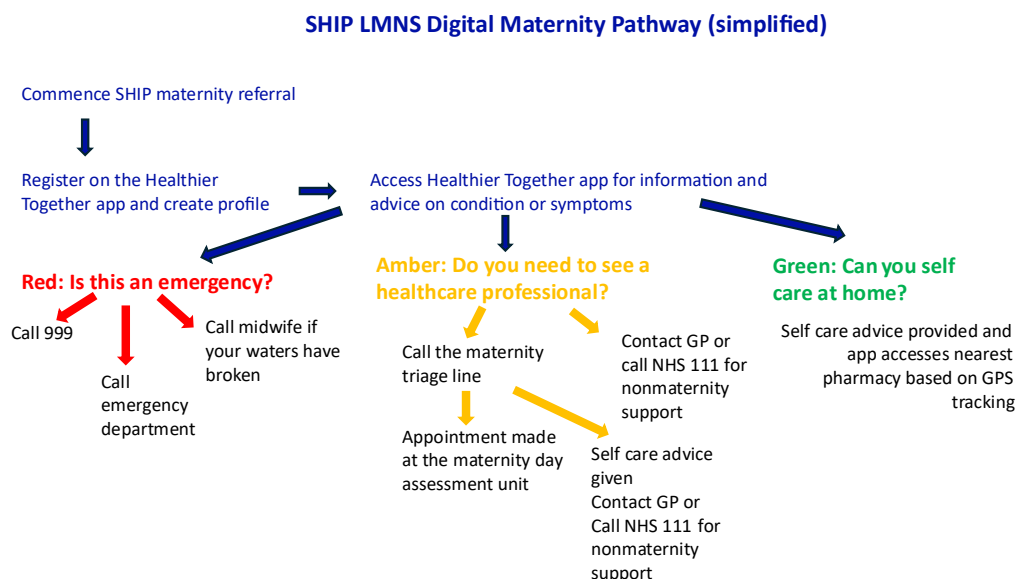 SHIP LMNS Digital Maternity Pathway (simplified)
Commence SHIP maternity referral
Register on the Healthier
Together app and create profile
Access Healthier Together app for information and
advice on condition or symptoms
Red: Is this an emergency?
Call 999
Call
emergency
department
Call midwife if
your waters have
broken
Amber: Do you need to see a
healthcare professional?
Call the maternity
triage line
Contact GP or
call NHS 111 for
nonmaternity
support
Appointment made
at the maternity day
assessment unit
Self care advice
given
Contact GP or
Call NHS 111 for
nonmaternity
support
Green: Can you self
care at home?
Self care advice provided and
app accesses nearest
pharmacy based on GPS
tracking